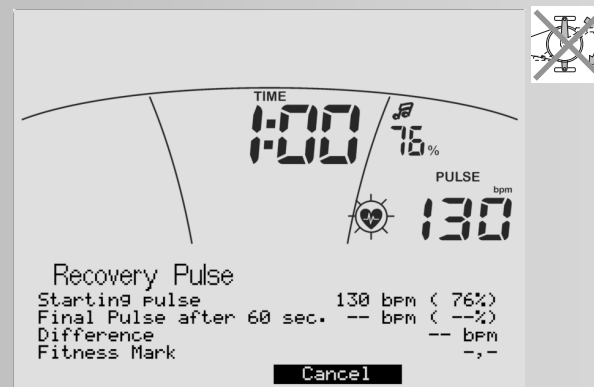 TIME
1:00
76%
PULSE
bpm
130
Recovery Pulse
Starting pulse 130 bpm ( 76%)
Final Pulse after 60 sec. -- bpm ( --%)
Difference -- bpm
Fitness Mark -,-
Cancel